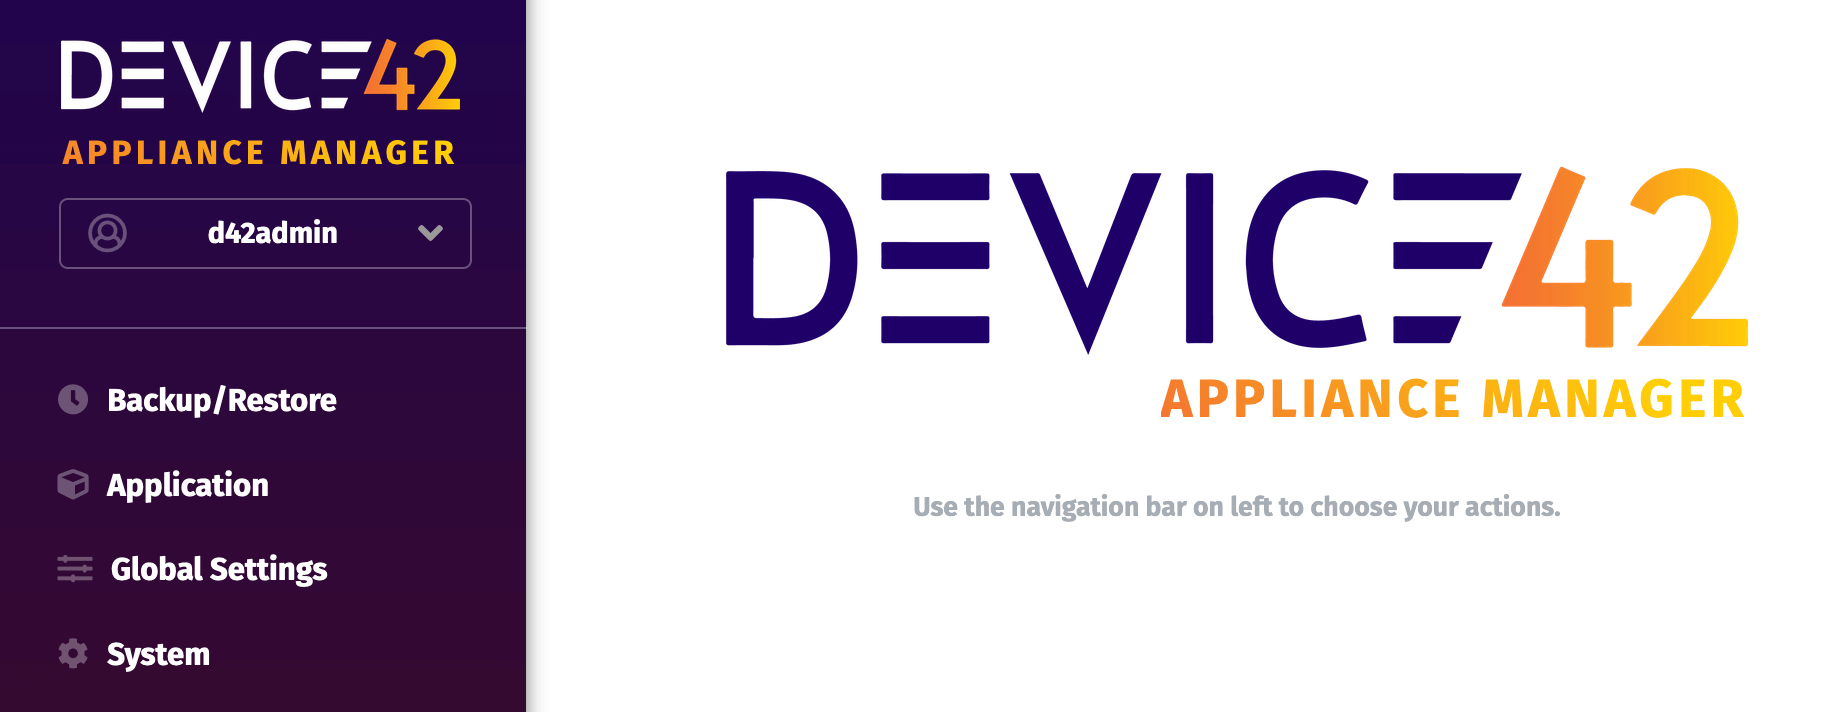 DEVICE42
APPLIANCE MANAGER
d42admin
Backup/Restore
Application
Global Settings
System
DEVICE42
APPLIANCE MANAGER
Use the navigation bar on left to choose your actions.